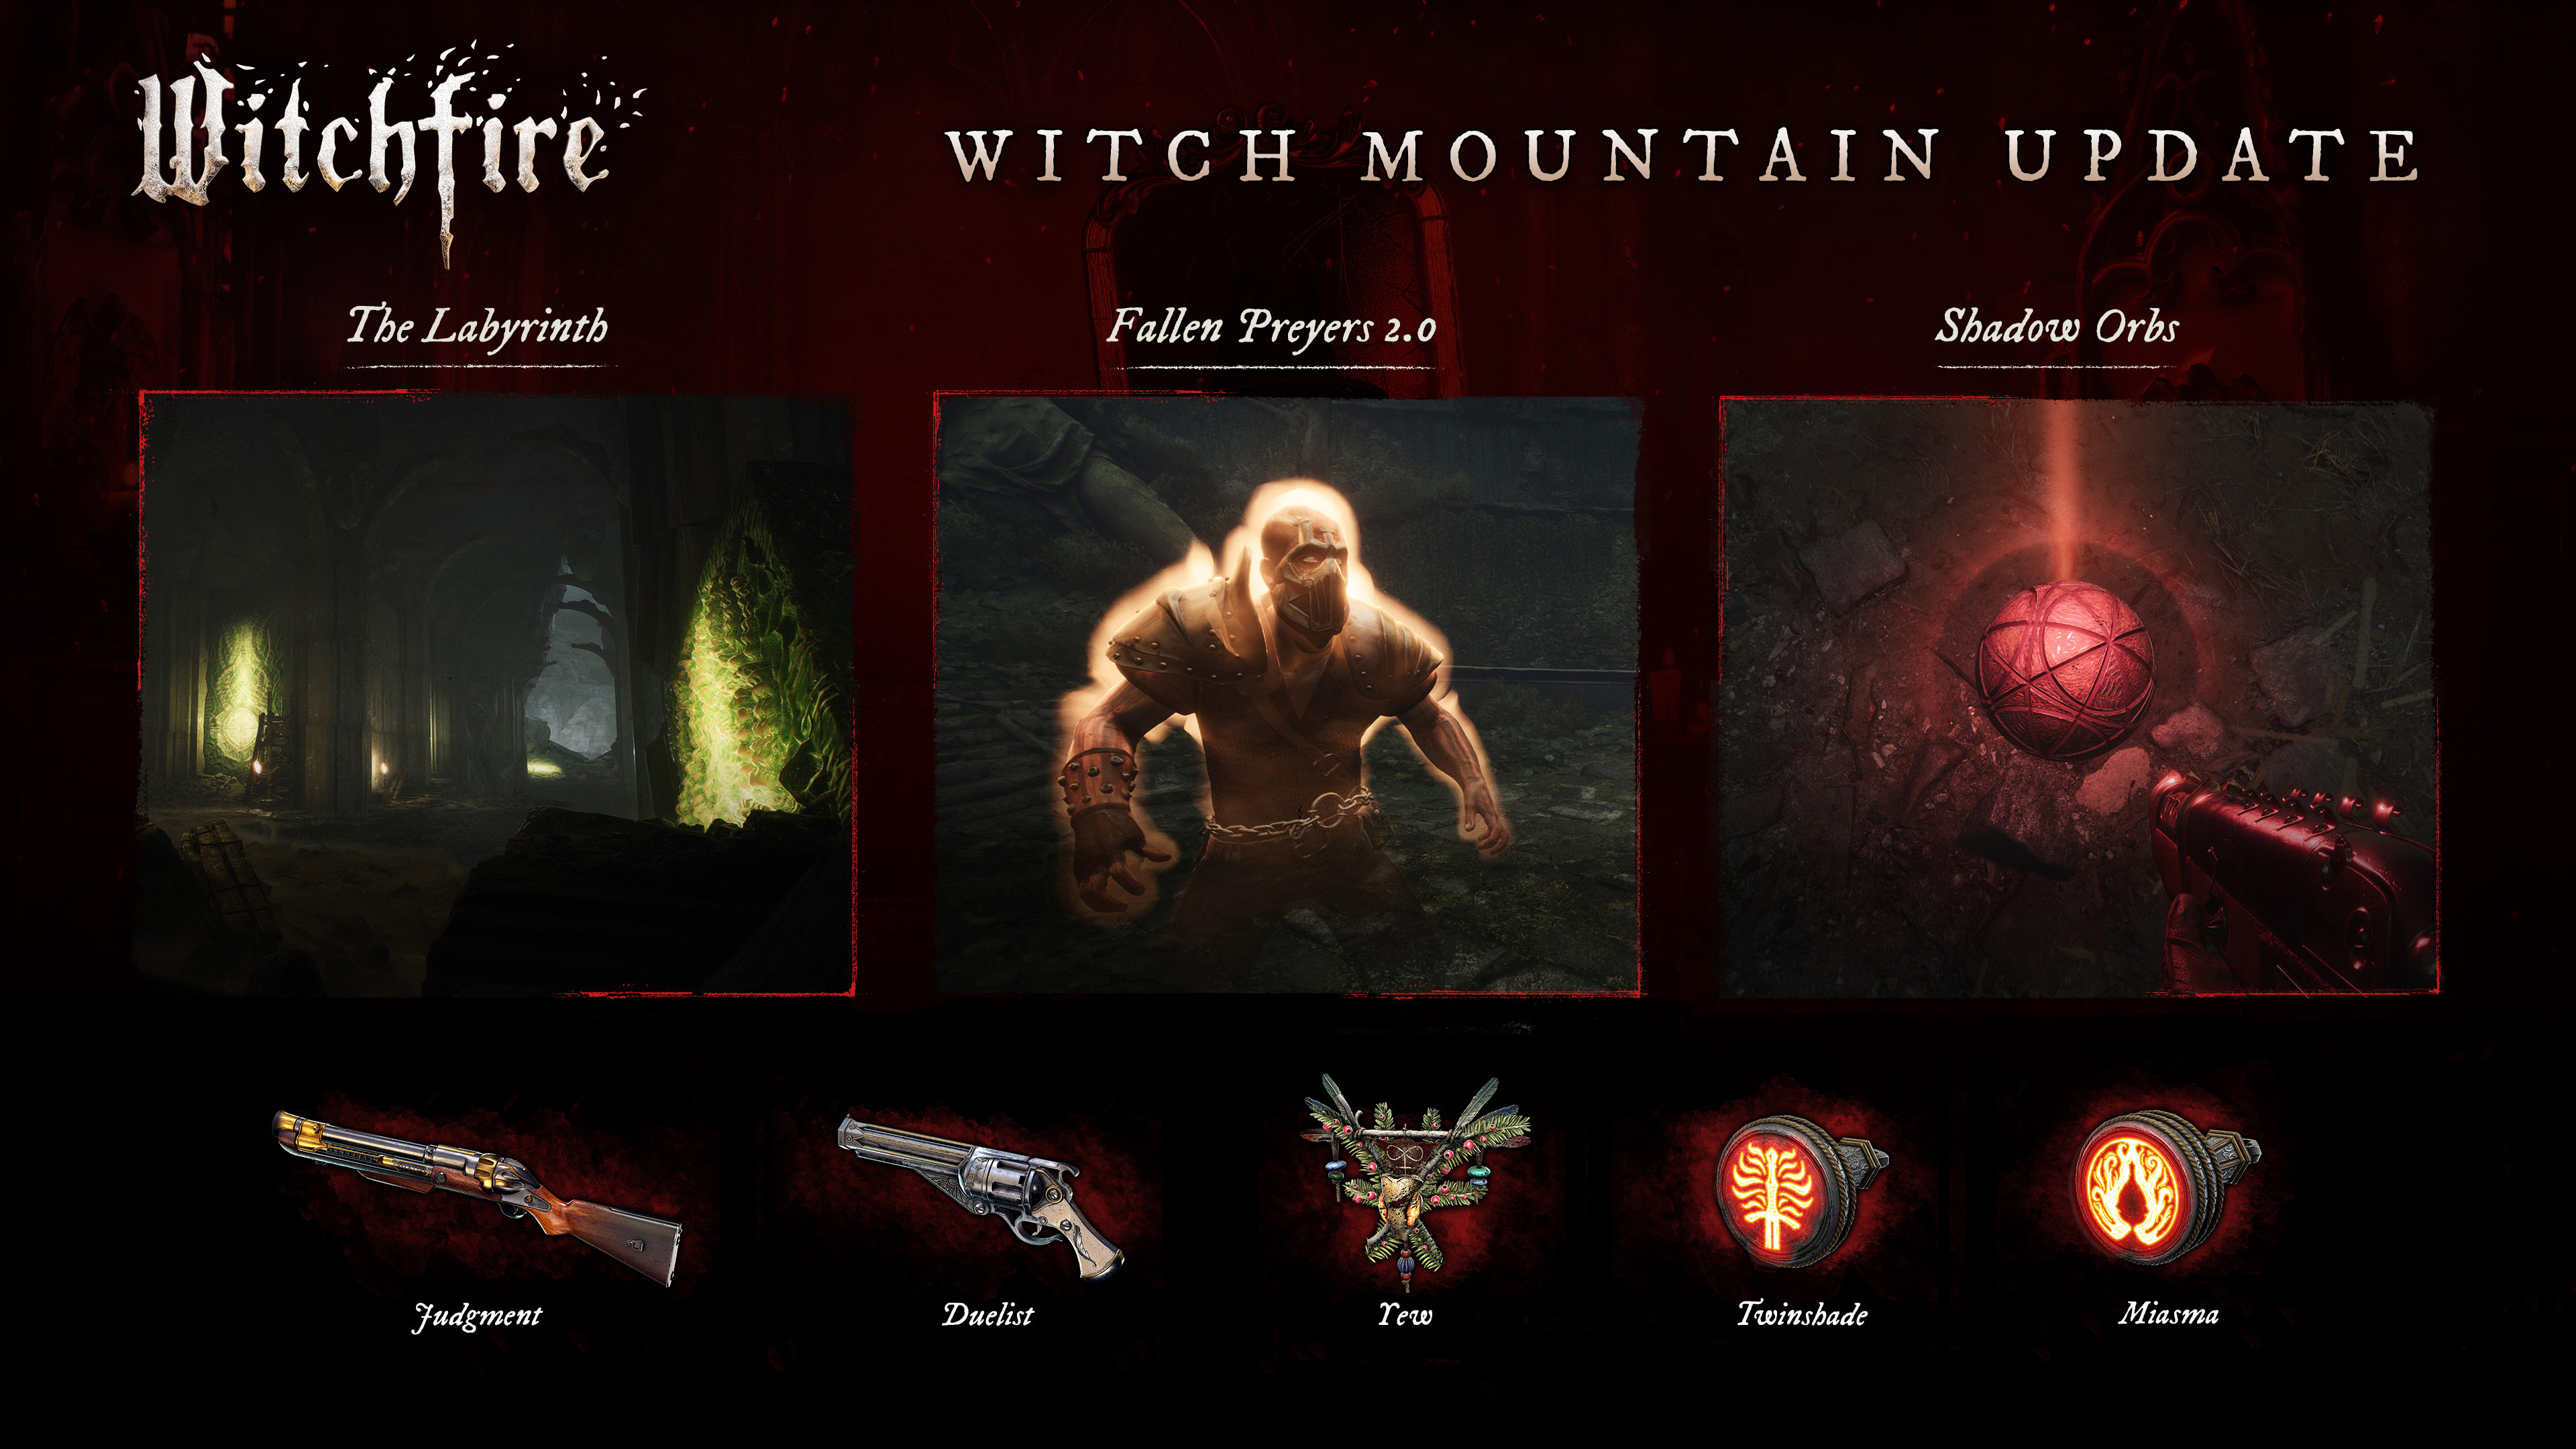 Witchfire
WITCH MOUNTAIN UPDATE
The Labyrinth
Fallen Preyers 2.0
Shadow Orbs
Judgment
Duelist
Yew
Twinshade
Miasma